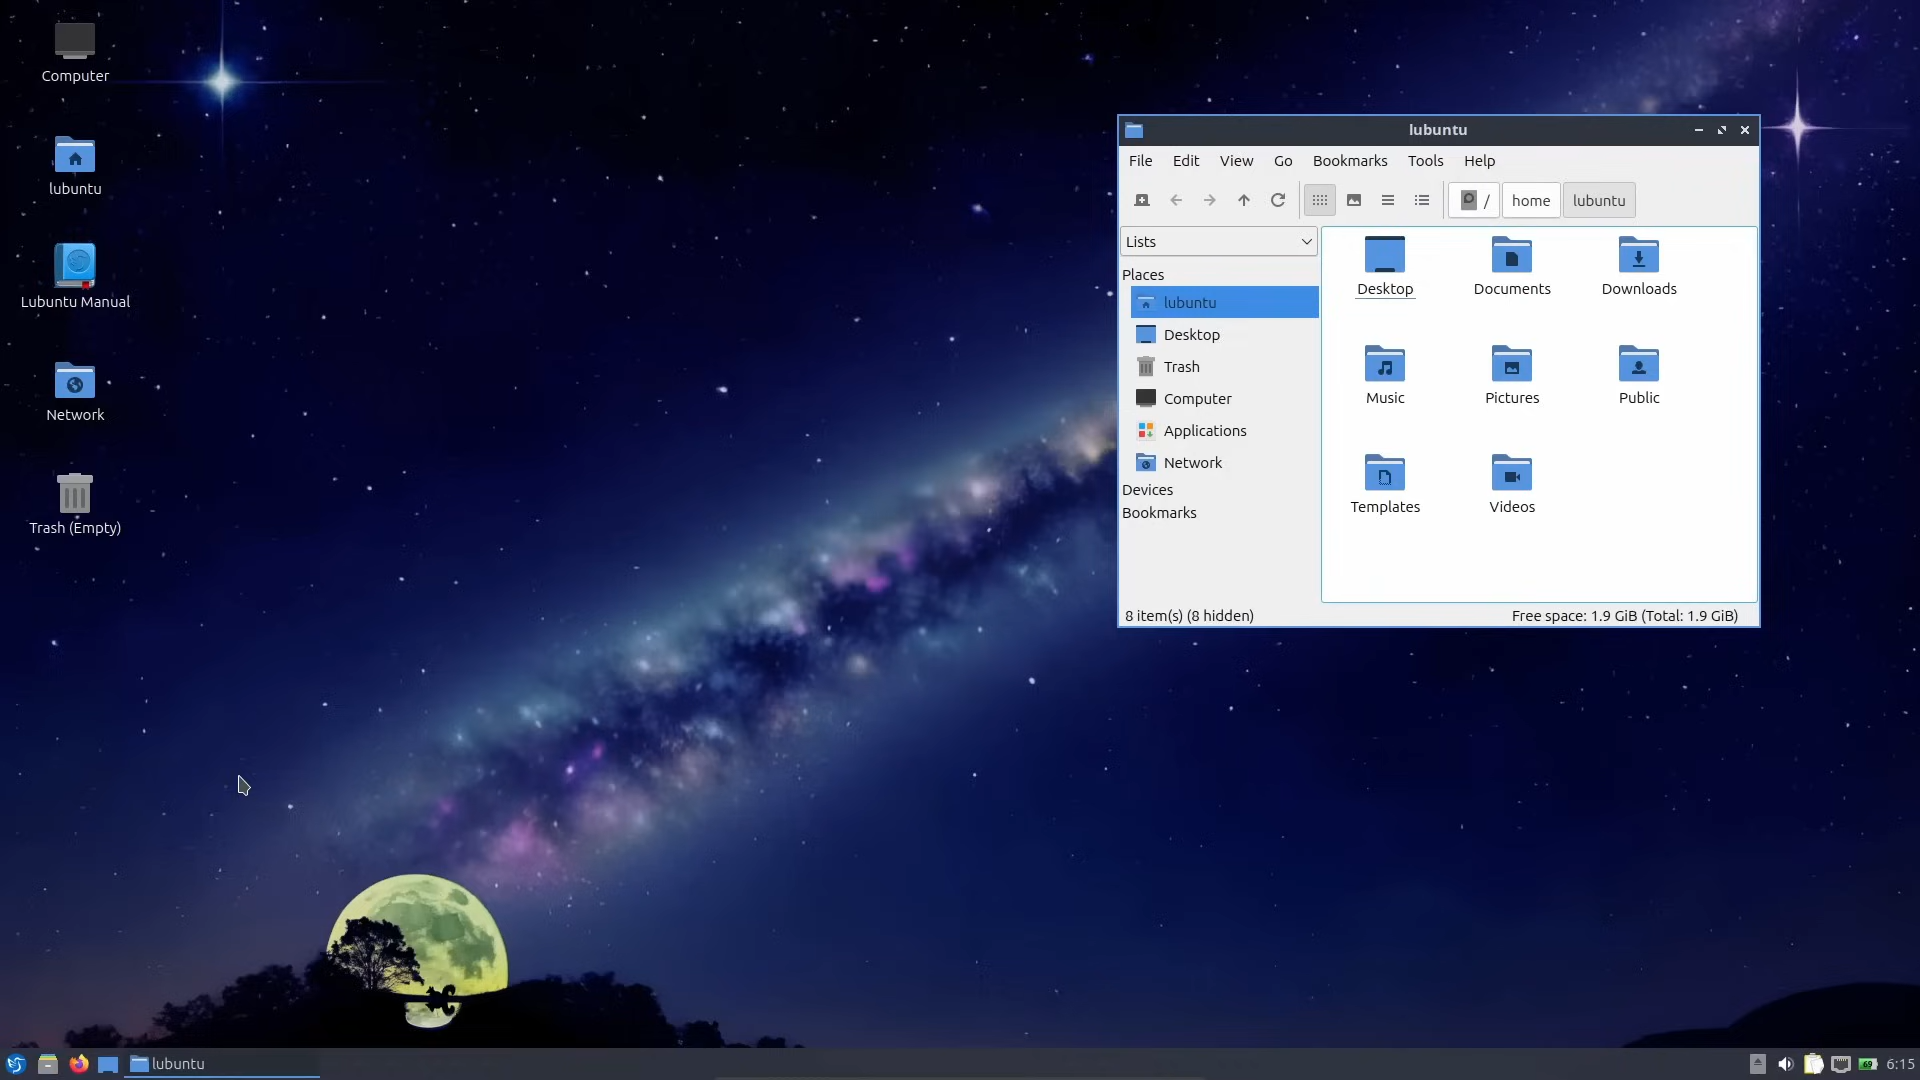 Computer
lubuntu
Lubuntu Manual
Network
Trash (Empty)
lubuntu
File Edit View Go Bookmarks Tools Help
/ home lubuntu
Lists
Places
lubuntu
Desktop
Trash
Computer
Applications
Network
Devices
Bookmarks
Desktop Documents Downloads
Music Pictures Public
Templates Videos
8 item(s) (8 hidden) Free space: 1.9 GiB (Total: 1.9 GiB)
lubuntu 69 6:15